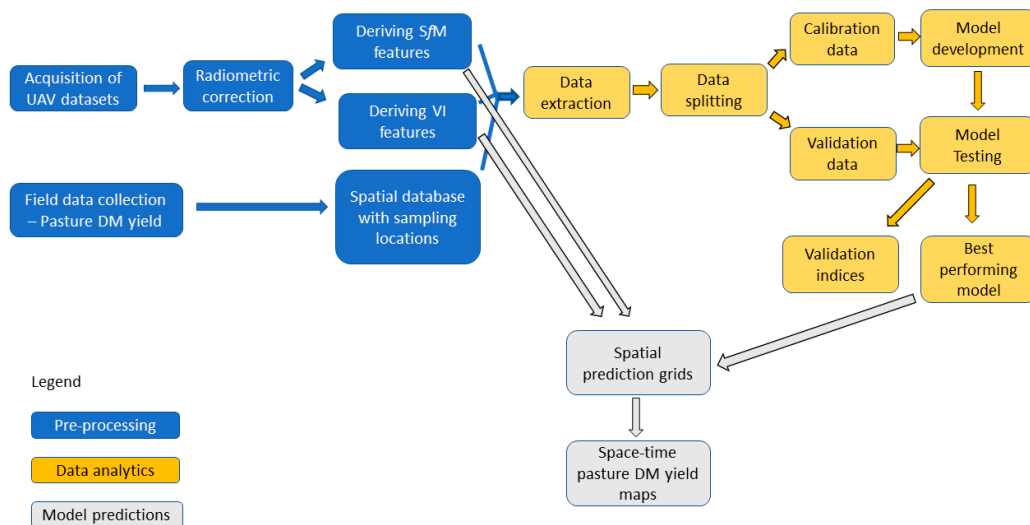 Deriving SfM
features
Calibration
data
Model
development
Acquisition of
UAV datasets
Radiometric
correction
Data
extraction
Data
splitting
Deriving VI
features
Validation
data
Model
Testing
Field data collection
– Pasture DM yield
Spatial database
with sampling
locations
Validation
indices
Best
performing
model
Spatial
prediction grids
Legend
Pre-processing
Data analytics
Model predictions
Space-time
pasture DM yield
maps